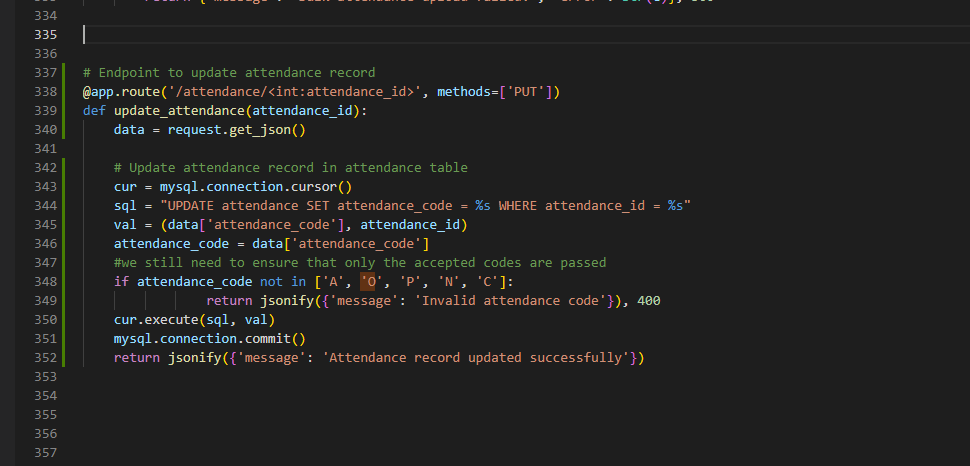 334
335
336
337 # Endpoint to update attendance record
338 @app.route('/attendance/<int:attendance_id>', methods=['PUT'])
339 def update_attendance(attendance_id):
340     data = request.get_json()
341
342     # Update attendance record in attendance table
343     cur = mysql.connection.cursor()
344     sql = "UPDATE attendance SET attendance_code = %s WHERE attendance_id = %s"
345     val = (data['attendance_code'], attendance_id)
346     attendance_code = data['attendance_code']
347     #we still need to ensure that only the accepted codes are passed
348     if attendance_code not in ['A', 'O', 'P', 'N', 'C']:
349                 return jsonify({'message': 'Invalid attendance code'}), 400
350     cur.execute(sql, val)
351     mysql.connection.commit()
352     return jsonify({'message': 'Attendance record updated successfully'})
353
354
355
356
357